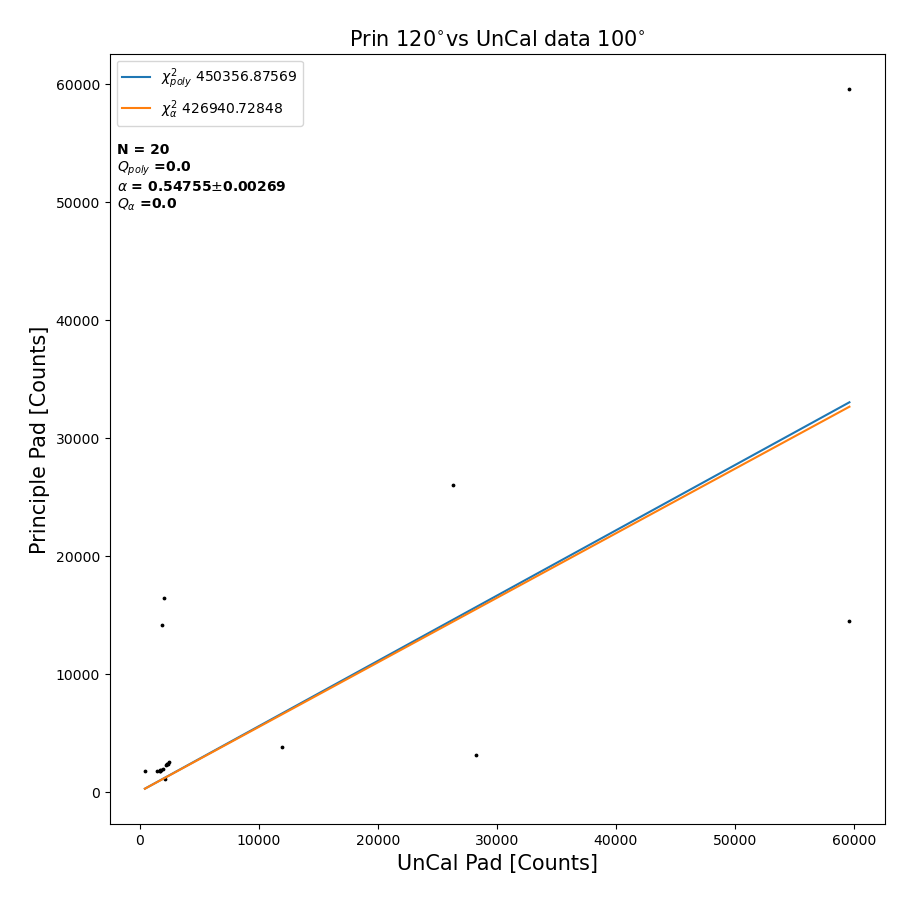 Prin 120°vs UnCal data 100°
χ²poly 450356.87569
χ²α 426940.72848
N = 20
Qpoly =0.0
α = 0.54755±0.00269
Qα =0.0
60000
50000
40000
30000
20000
10000
0
Principle Pad [Counts]
0 10000 20000 30000 40000 50000 60000
UnCal Pad [Counts]